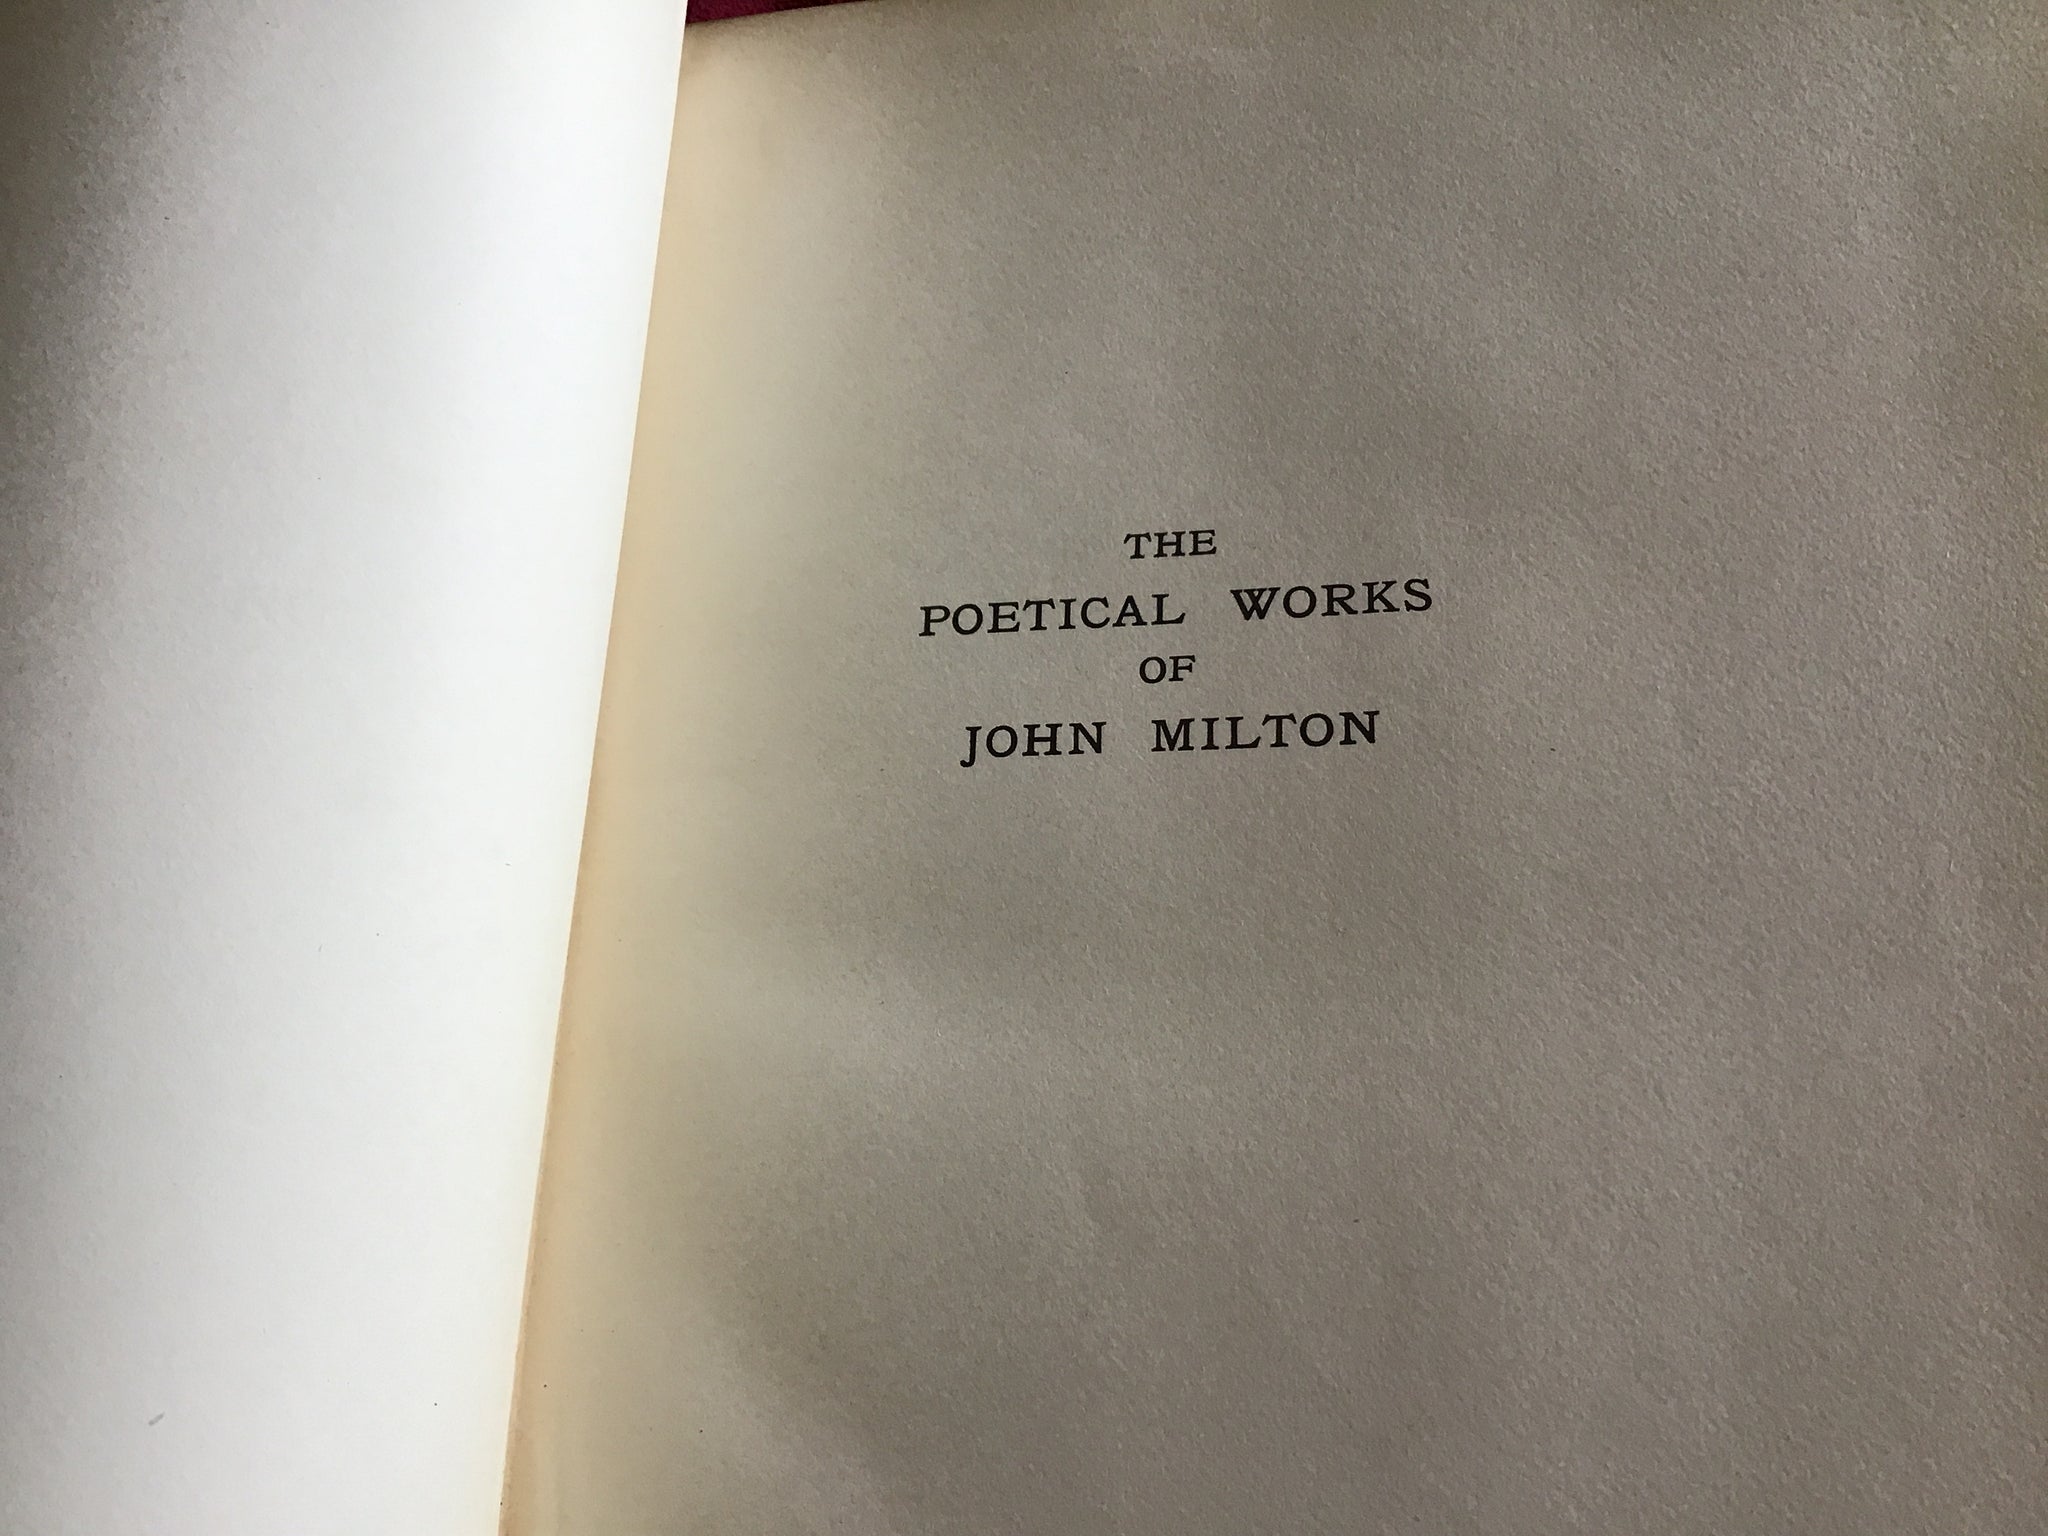 THE
POETICAL WORKS
OF
JOHN MILTON